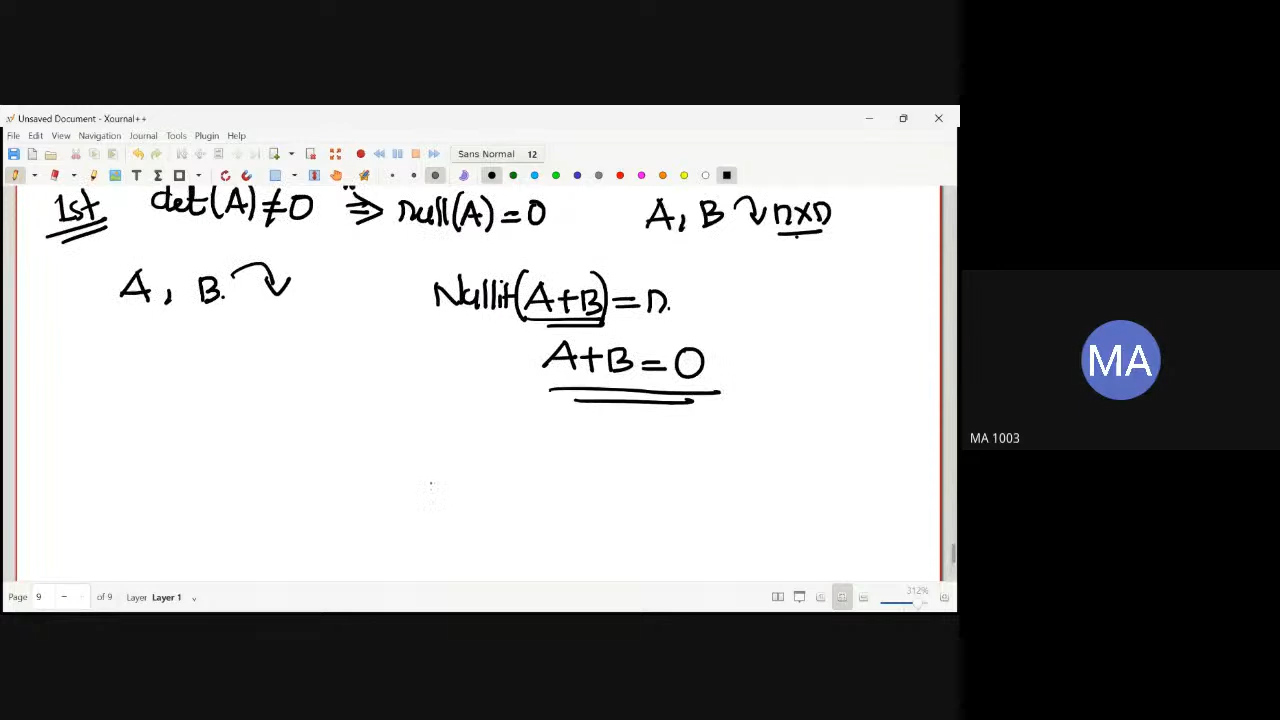 Unsaved Document - Xournal++
File Edit View Navigation Journal Tools Plugin Help
Sans Normal 12
1st det(A)≠0 ⇒ null(A)=0 A, B n×n
A, B. Nullit(A+B)=n.
A+B=0
MA
MA 1003
Page 9 of 9 Layer Layer 1 312%